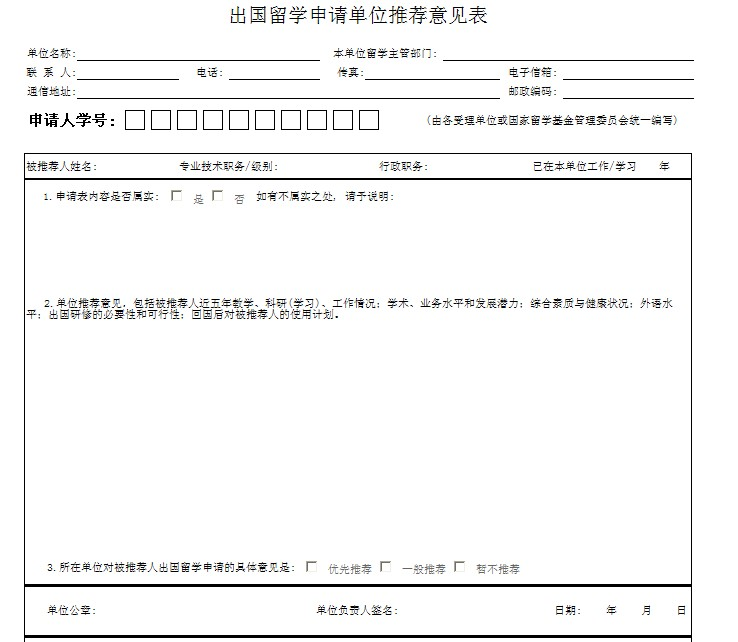 出国留学申请单位推荐意见表
单位名称: 本单位留学主管部门:
联 系 人: 电话: 传真: 电子信箱:
通信地址: 邮政编码:
申请人学号: (由各受理单位或国家留学基金管理委员会统一编写)
被推荐人姓名: 专业技术职务/级别: 行政职务: 已在本单位工作/学习 年
1.申请表内容是否属实: 是 否 如有不属实之处, 请予说明:
2.单位推荐意见，包括被推荐人近五年教学、科研(学习)、工作情况; 学术、业务水平和发展潜力; 综合素质与健康状况; 外语水
平; 出国研修的必要性和可行性; 回国后对被推荐人的使用计划。
3.所在单位对被推荐人出国留学申请的具体意见是: 优先推荐 一般推荐 暂不推荐
单位公章: 单位负责人签名: 日期: 年 月 日